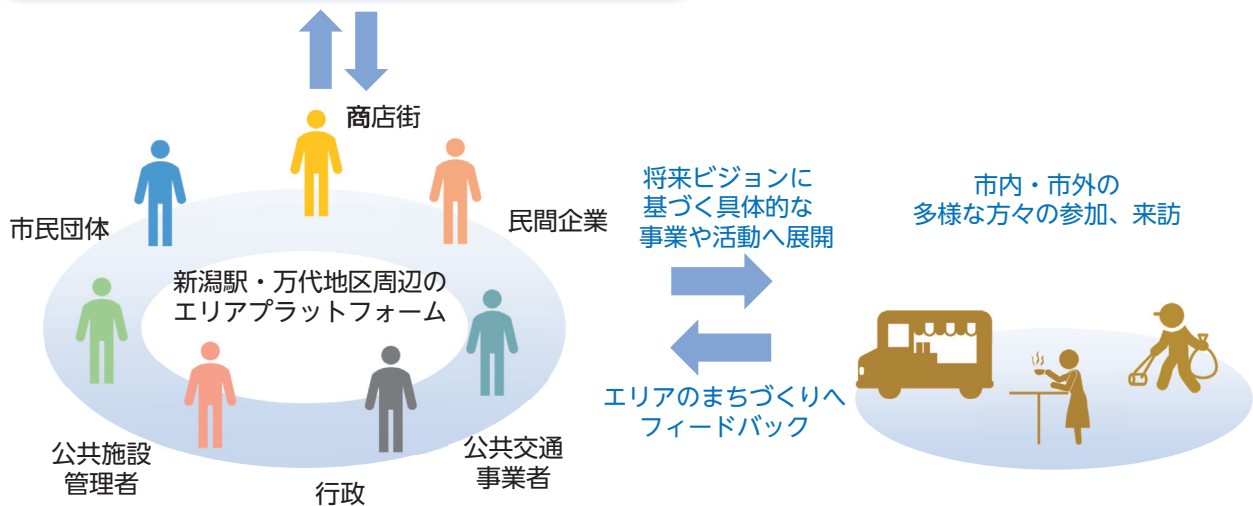 商店街
市民団体
民間企業
新潟駅・万代地区周辺の
エリアプラットフォーム
公共施設
管理者
行政
公共交通
事業者
将来ビジョンに
基づく具体的な
事業や活動へ展開
エリアのまちづくりへ
フィードバック
市内・市外の
多様な方々の参加、来訪